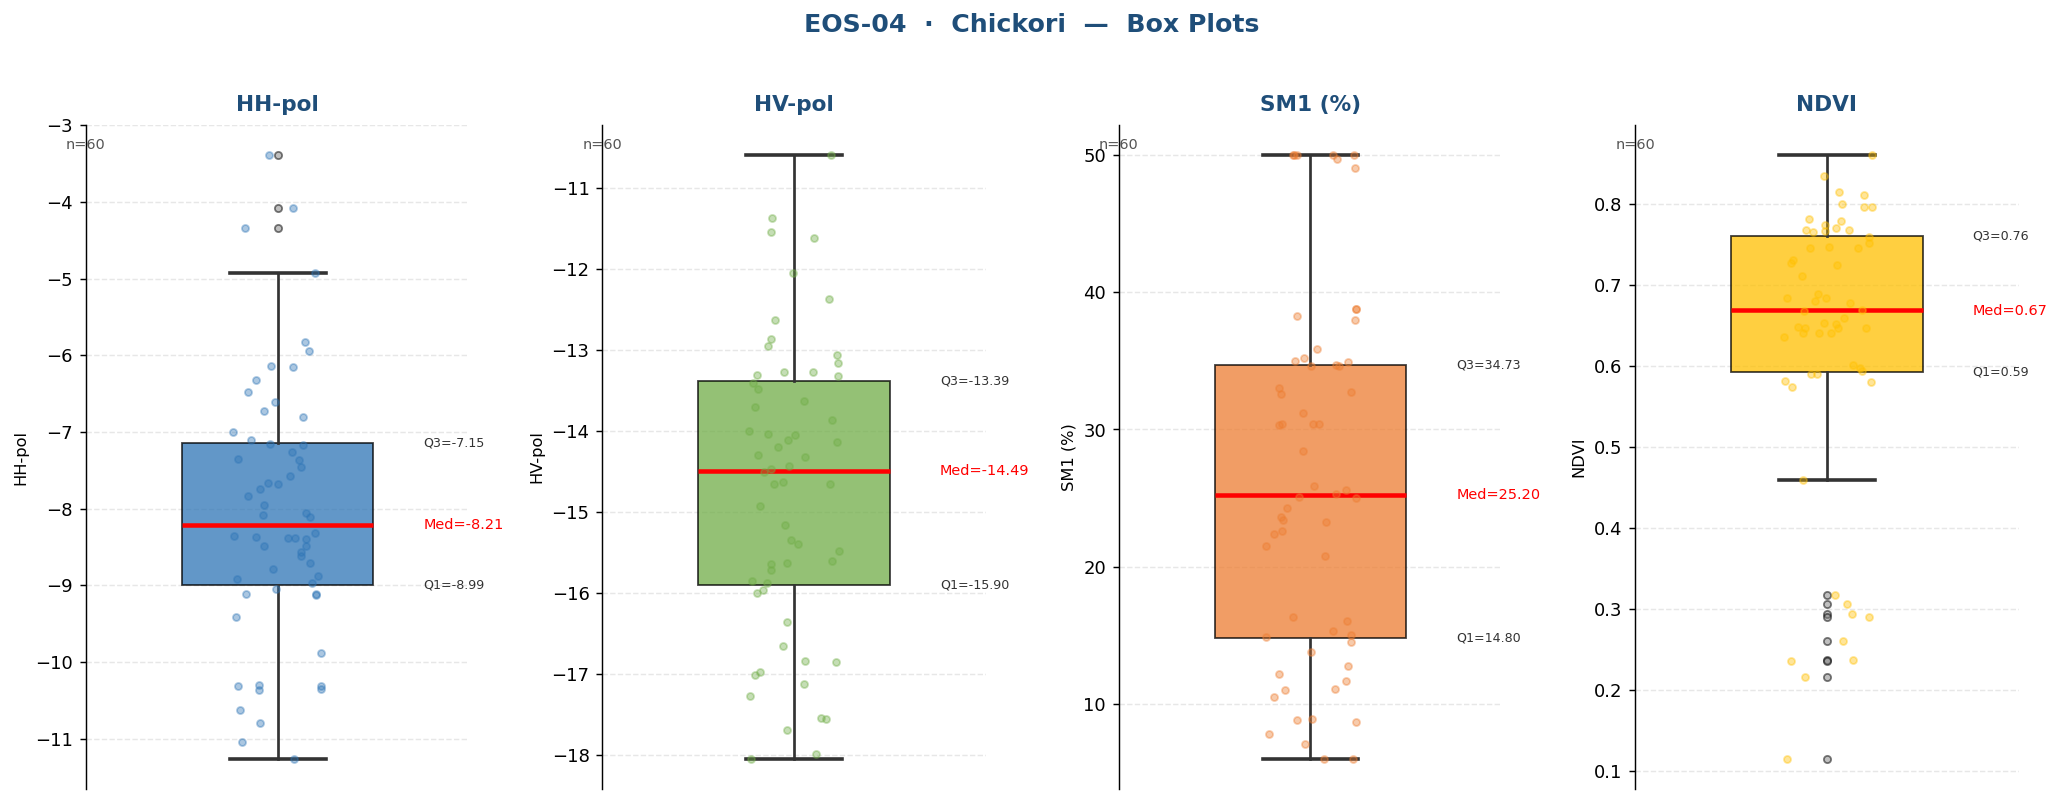 EOS-04 · Chickori — Box Plots
HH-pol
n=60
−3
−4
−5
−6
−7
−8
−9
−10
−11
HH-pol
Q3=-7.15
Med=-8.21
Q1=-8.99
HV-pol
n=60
−11
−12
−13
−14
−15
−16
−17
−18
HV-pol
Q3=-13.39
Med=-14.49
Q1=-15.90
SM1 (%)
n=60
50
40
30
20
10
SM1 (%)
Q3=34.73
Med=25.20
Q1=14.80
NDVI
n=60
0.8
0.7
0.6
0.5
0.4
0.3
0.2
0.1
NDVI
Q3=0.76
Med=0.67
Q1=0.59